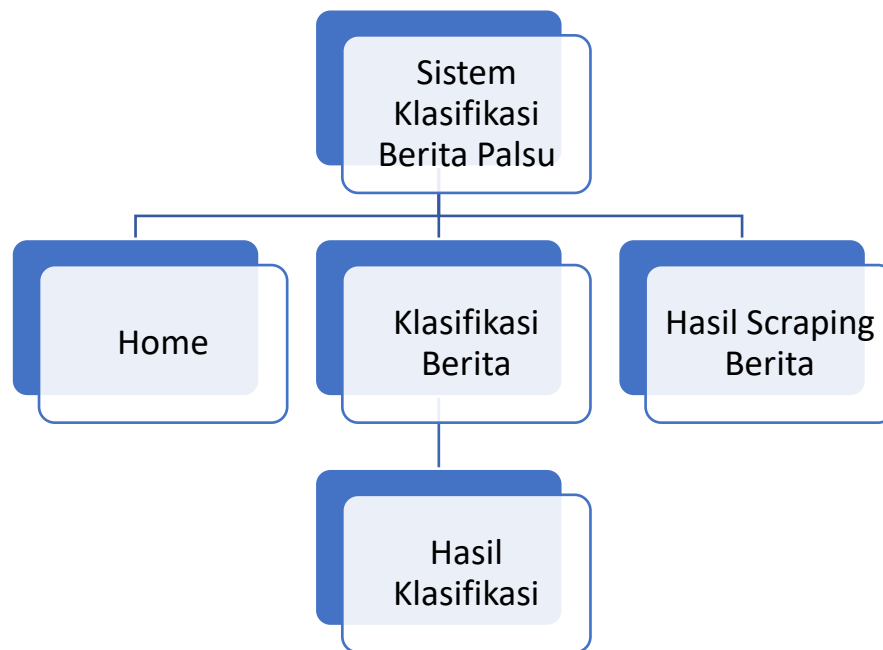 Sistem
Klasifikasi
Berita Palsu
Home
Klasifikasi
Berita
Hasil Scraping
Berita
Hasil
Klasifikasi